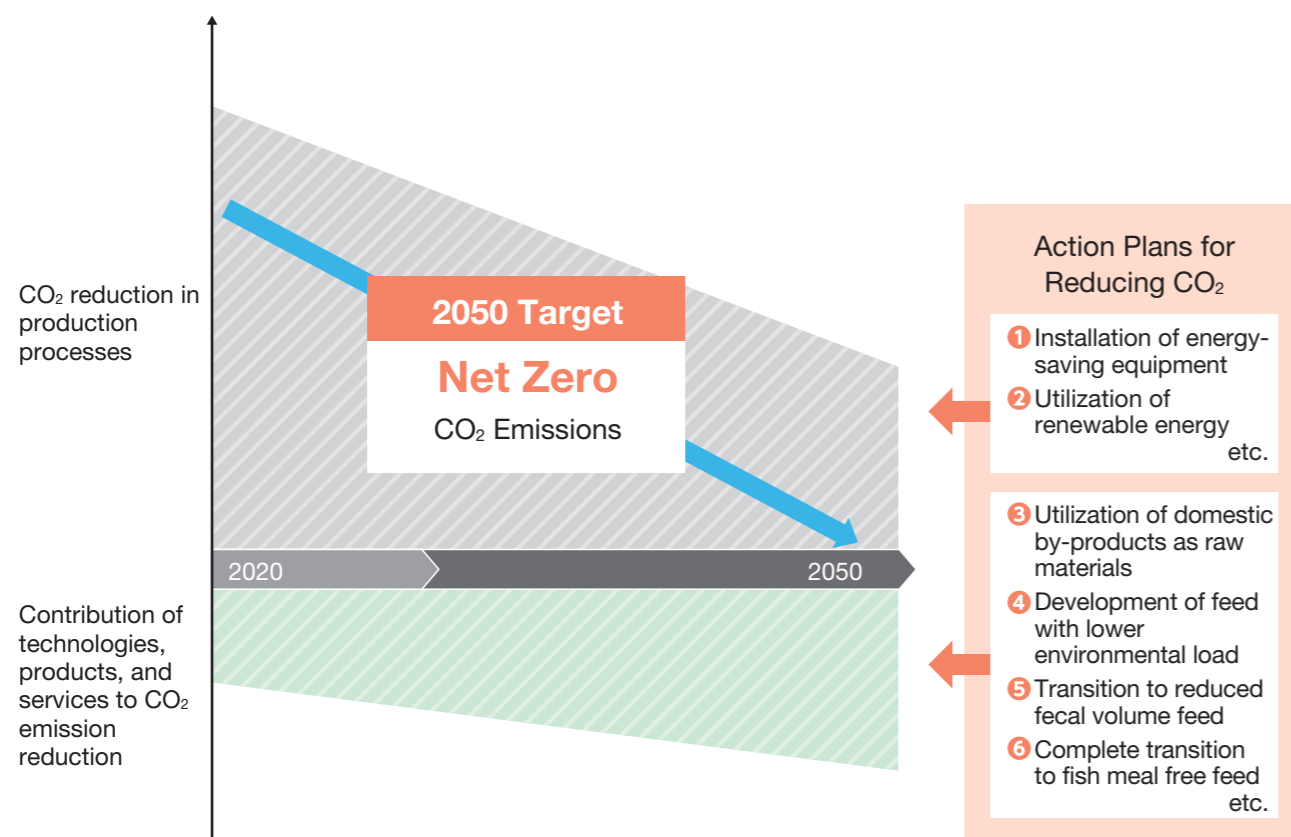 CO₂ reduction in
production
processes
2050 Target
Net Zero
CO₂ Emissions
2020
2050
Contribution of
technologies,
products, and
services to CO₂
emission
reduction
Action Plans for
Reducing CO₂
1 Installation of energy-
saving equipment
2 Utilization of
renewable energy
etc.
3 Utilization of domestic
by-products as raw
materials
4 Development of feed
with lower
environmental load
5 Transition to reduced
fecal volume feed
6 Complete transition
to fish meal free feed
etc.